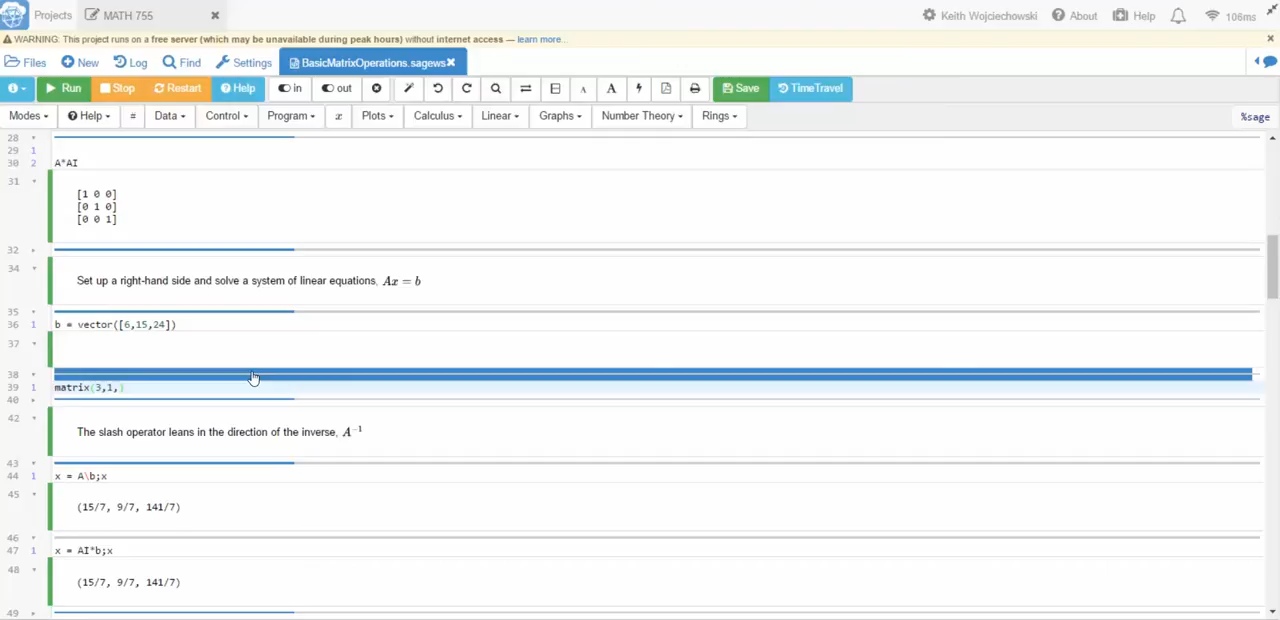 Projects MATH 755 Keith Wojciechowski About Help 106ms
WARNING: This project runs on a free server (which may be unavailable during peak hours) without internet access — learn more...
Files New Log Find Settings BasicMatrixOperations.sagews
Run Stop Restart Help in out A A Save TimeTravel
Modes Help # Data Control Program x Plots Calculus Linear Graphs Number Theory Rings %sage
28
29 1
30 2 A*AI
31
[1 0 0]
[0 1 0]
[0 0 1]
32
34
Set up a right-hand side and solve a system of linear equations, Ax = b
35
36 1 b = vector([6,15,24])
37
38
39 1 matrix(3,1,)
40
42
The slash operator leans in the direction of the inverse, A⁻¹
43
44 1 x = A\b;x
45
(15/7, 9/7, 141/7)
46
47 1 x = AI*b;x
48
(15/7, 9/7, 141/7)
49